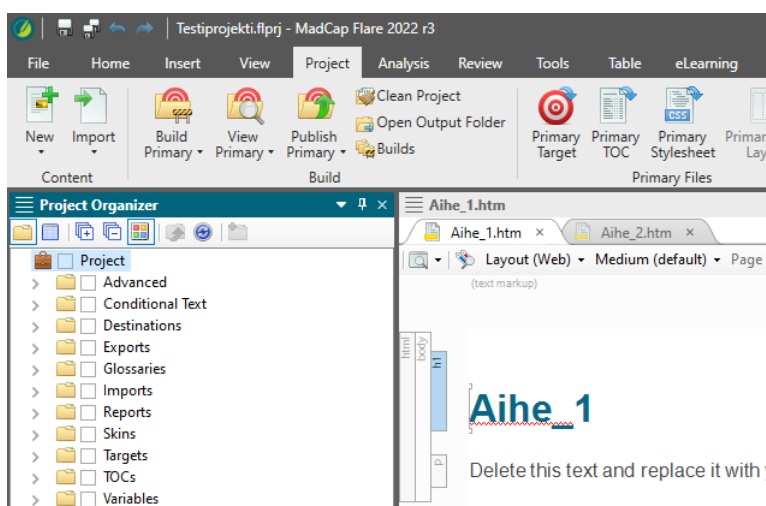 Testiprojekti.flprj - MadCap Flare 2022 r3
File Home Insert View Project Analysis Review Tools Table eLearning
New Import Build Primary View Primary Publish Primary Clean Project Open Output Folder Builds Primary Target Primary TOC CSS Primary Stylesheet
Content Build Primary Files
Project Organizer
Aihe_1.htm
Aihe_1.htm × Aihe_2.htm ×
Layout (Web) Medium (default) Page
(text markup)
Project
Advanced
Conditional Text
Destinations
Exports
Glossaries
Imports
Reports
Skins
Targets
TOCs
Variables
html body h1
Aihe_1
p
Delete this text and replace it with